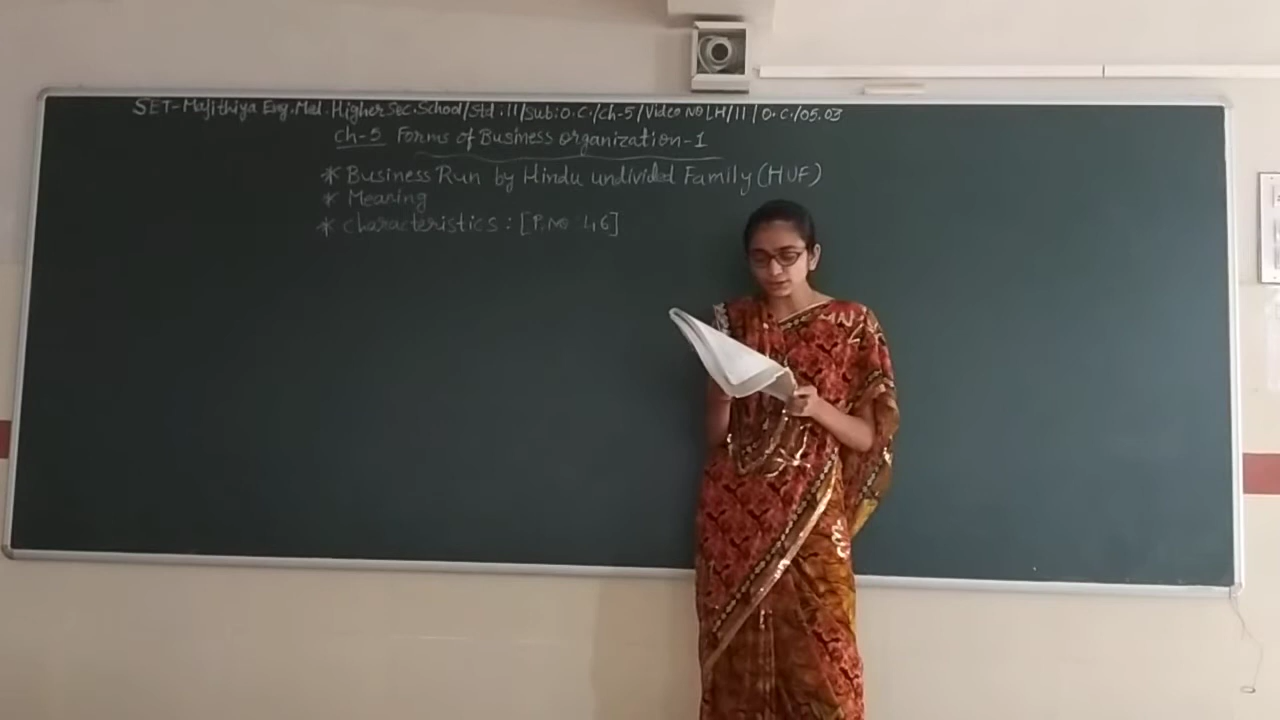 SET-Majithiya Eng.Med.Higher Sec.School/Std.11/Sub:O.C./ch-5/Video No LH/11/O.C./05.03
Ch-5 Forms of Business organization-1
* Business Run by Hindu undivided Family (HUF)
* Meaning
* characteristics : [P.No 46]